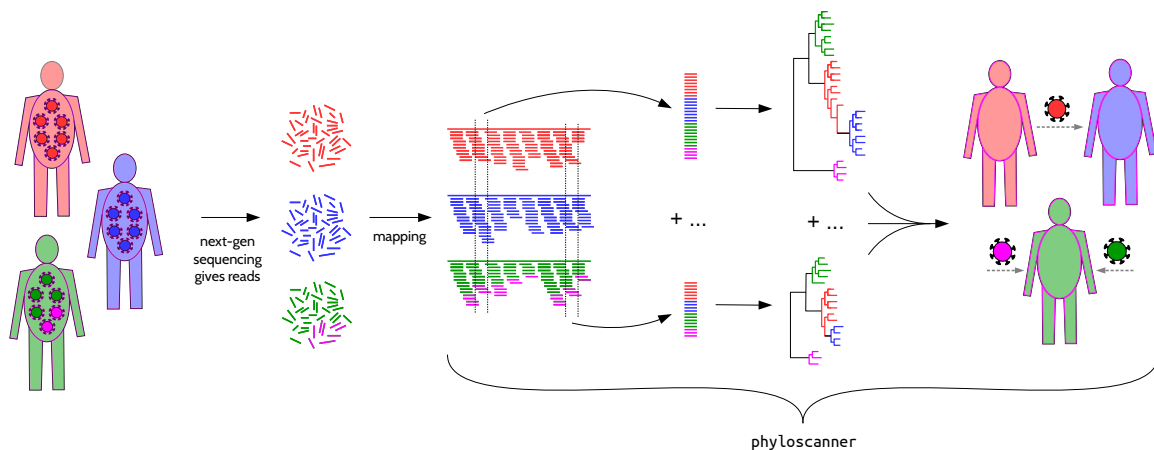 next-gen
sequencing
gives reads
mapping
+ ...
+ ...
phyloscanner